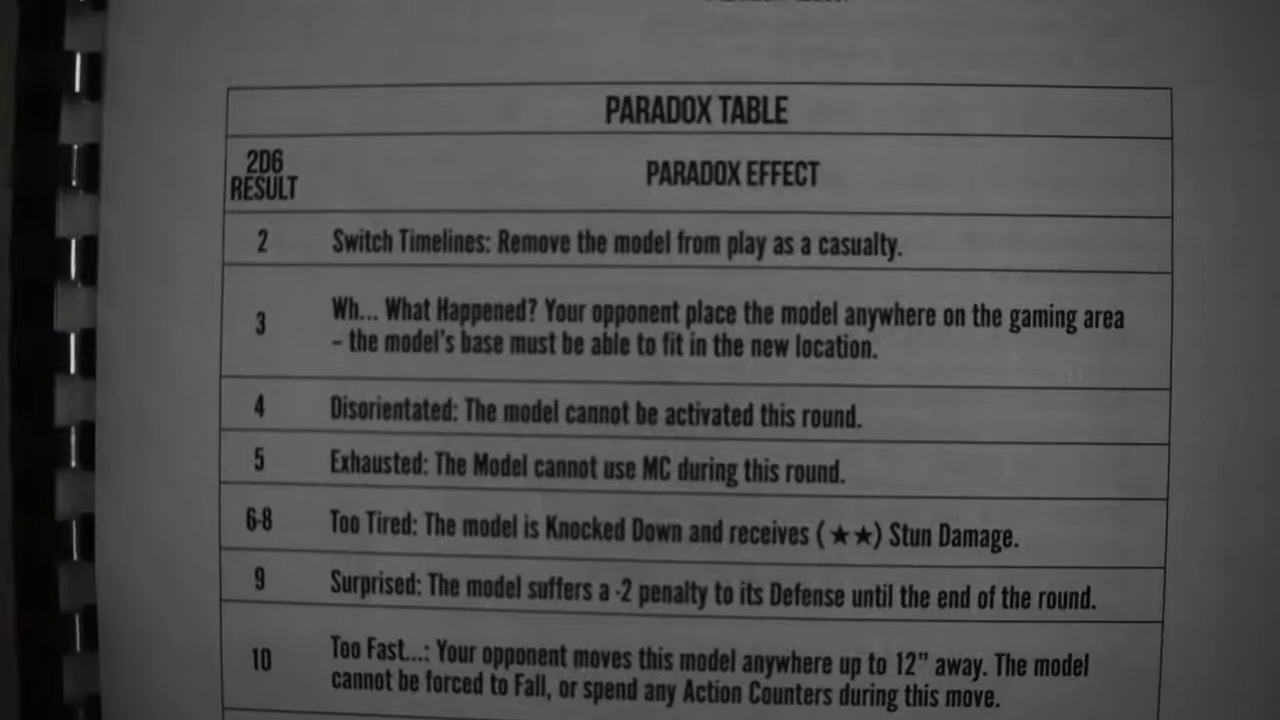 PARADOX TABLE
2D6
RESULT
PARADOX EFFECT
2
Switch Timelines: Remove the model from play as a casualty.
3
Wh... What Happened? Your opponent place the model anywhere on the gaming area
– the model's base must be able to fit in the new location.
4
Disorientated: The model cannot be activated this round.
5
Exhausted: The Model cannot use MC during this round.
6-8
Too Tired: The model is Knocked Down and receives (★★) Stun Damage.
9
Surprised: The model suffers a -2 penalty to its Defense until the end of the round.
10
Too Fast...: Your opponent moves this model anywhere up to 12” away. The model
cannot be forced to Fall, or spend any Action Counters during this move.